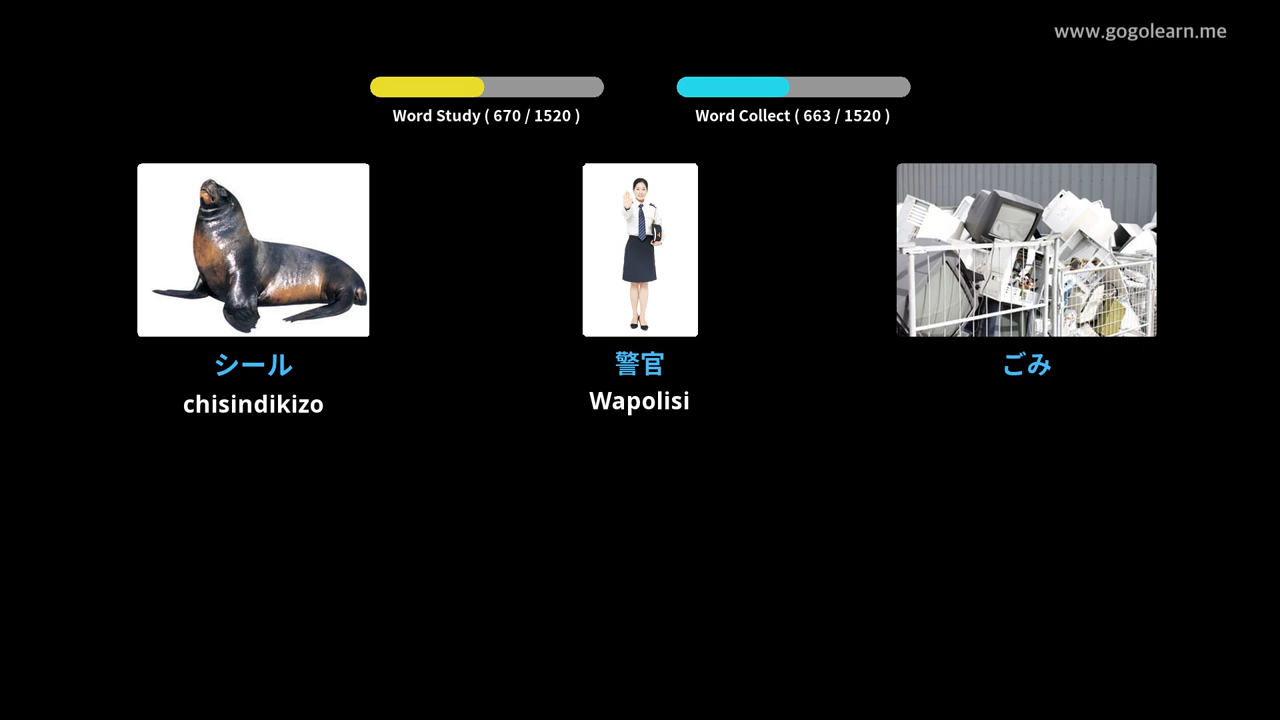 www.gogolearn.me
Word Study ( 670 / 1520 )
Word Collect ( 663 / 1520 )
シール
警官
ごみ
chisindikizo
Wapolisi